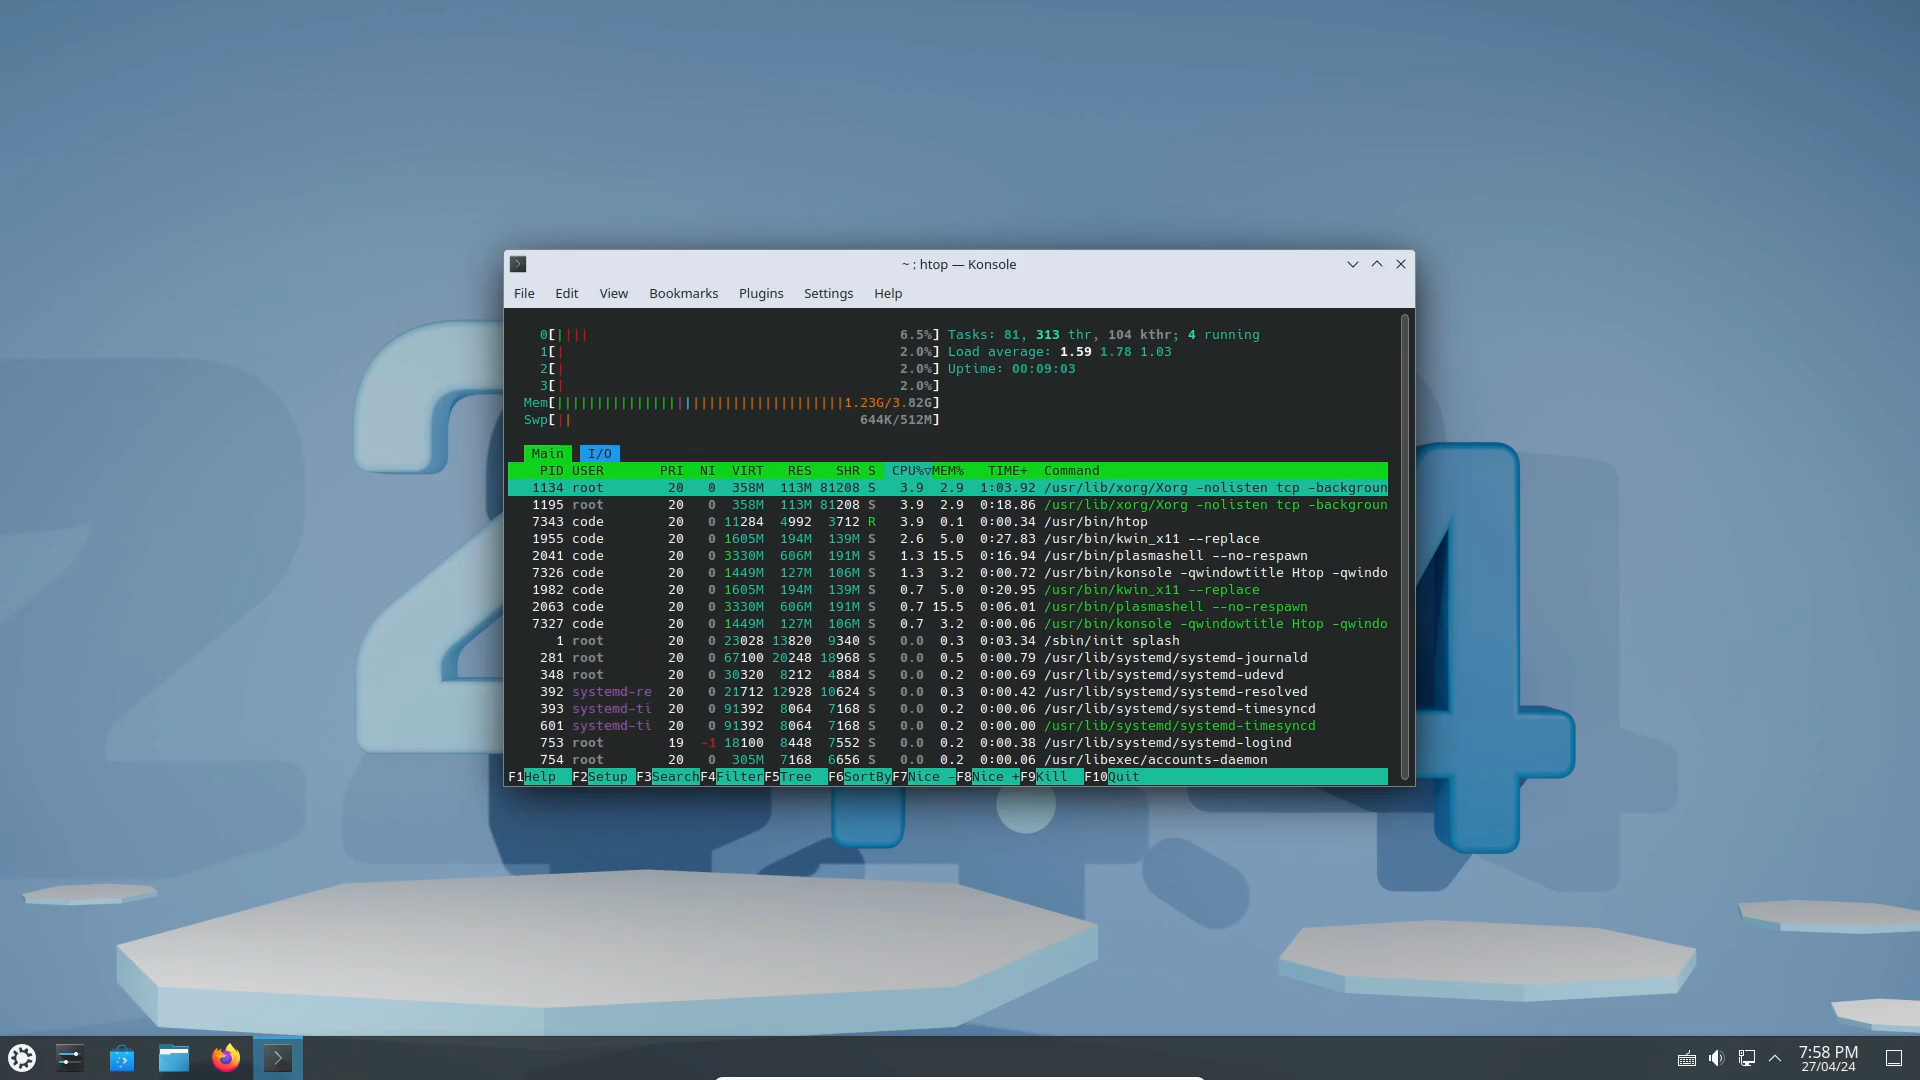 ~ : htop — Konsole
File Edit View Bookmarks Plugins Settings Help
0[|||| 6.5%] Tasks: 81, 313 thr, 104 kthr; 4 running
1[| 2.0%] Load average: 1.59 1.78 1.03
2[| 2.0%] Uptime: 00:09:03
3[| 2.0%]
Mem[||||||||||||||||||||||||||||||||||||1.23G/3.82G]
Swp[|| 644K/512M]
Main I/O
PID USER PRI NI VIRT RES SHR S CPU%▽MEM% TIME+ Command
1134 root 20 0 358M 113M 81208 S 3.9 2.9 1:03.92 /usr/lib/xorg/Xorg -nolisten tcp -backgroun
1195 root 20 0 358M 113M 81208 S 3.9 2.9 0:18.86 /usr/lib/xorg/Xorg -nolisten tcp -backgroun
7343 code 20 0 11284 4992 3712 R 3.9 0.1 0:00.34 /usr/bin/htop
1955 code 20 0 1605M 194M 139M S 2.6 5.0 0:27.83 /usr/bin/kwin_x11 --replace
2041 code 20 0 3330M 606M 191M S 1.3 15.5 0:16.94 /usr/bin/plasmashell --no-respawn
7326 code 20 0 1449M 127M 106M S 1.3 3.2 0:00.72 /usr/bin/konsole -qwindowtitle Htop -qwindo
1982 code 20 0 1605M 194M 139M S 0.7 5.0 0:20.95 /usr/bin/kwin_x11 --replace
2063 code 20 0 3330M 606M 191M S 0.7 15.5 0:06.01 /usr/bin/plasmashell --no-respawn
7327 code 20 0 1449M 127M 106M S 0.7 3.2 0:00.06 /usr/bin/konsole -qwindowtitle Htop -qwindo
1 root 20 0 23028 13820 9340 S 0.0 0.3 0:03.34 /sbin/init splash
281 root 20 0 67100 20248 18968 S 0.0 0.5 0:00.79 /usr/lib/systemd/systemd-journald
348 root 20 0 30320 8212 4884 S 0.0 0.2 0:00.69 /usr/lib/systemd/systemd-udevd
392 systemd-re 20 0 21712 12928 10624 S 0.0 0.3 0:00.42 /usr/lib/systemd/systemd-resolved
393 systemd-ti 20 0 91392 8064 7168 S 0.0 0.2 0:00.06 /usr/lib/systemd/systemd-timesyncd
601 systemd-ti 20 0 91392 8064 7168 S 0.0 0.2 0:00.00 /usr/lib/systemd/systemd-timesyncd
753 root 19 -1 18100 8448 7552 S 0.0 0.2 0:00.38 /usr/lib/systemd/systemd-logind
754 root 20 0 305M 7168 6656 S 0.0 0.2 0:00.06 /usr/libexec/accounts-daemon
F1Help F2Setup F3SearchF4FilterF5Tree F6SortByF7Nice -F8Nice +F9Kill F10Quit
2
4
7:58 PM
27/04/24